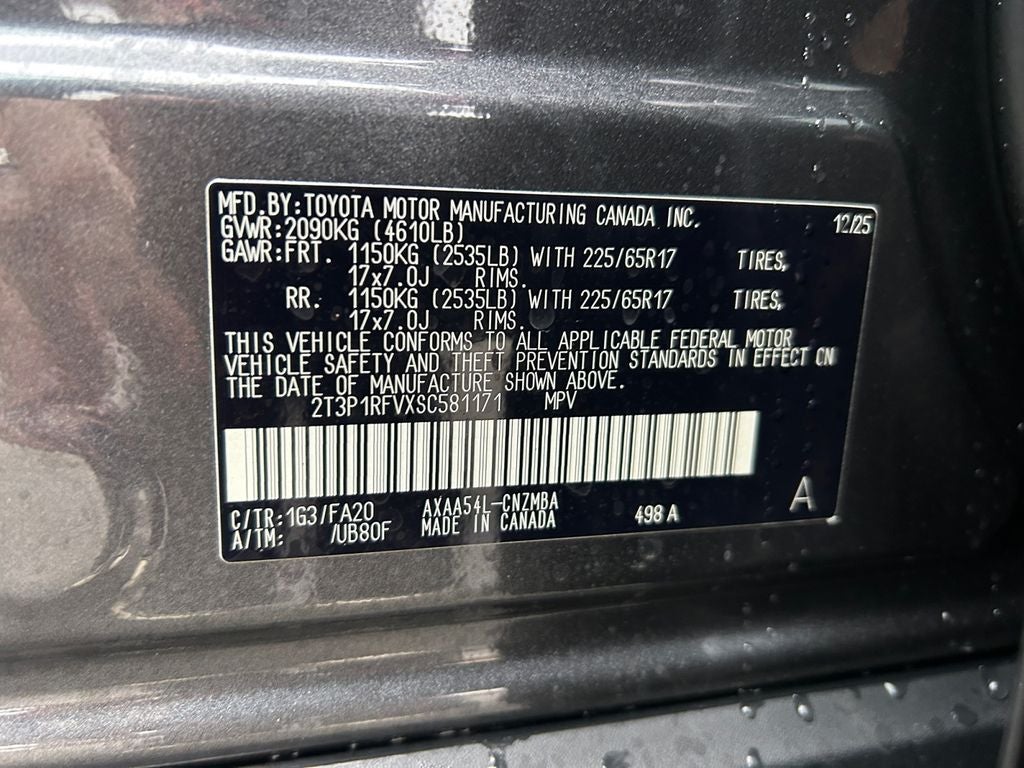 MFD.BY:TOYOTA MOTOR MANUFACTURING CANADA INC. 12/25
GVWR:2090KG (4610LB)
GAWR:FRT. 1150KG (2535LB) WITH 225/65R17 TIRES,
17x7.0J RIMS.
RR. 1150KG (2535LB) WITH 225/65R17 TIRES,
17x7.0J RIMS.
THIS VEHICLE CONFORMS TO ALL APPLICABLE FEDERAL MOTOR
VEHICLE SAFETY AND THEFT PREVENTION STANDARDS IN EFFECT ON
THE DATE OF MANUFACTURE SHOWN ABOVE.
2T3P1RFVXSC581171 MPV
C/TR:1G3/FA20 AXAA54L-CNZMBA 498 A A
A/TM: /UB80F MADE IN CANADA